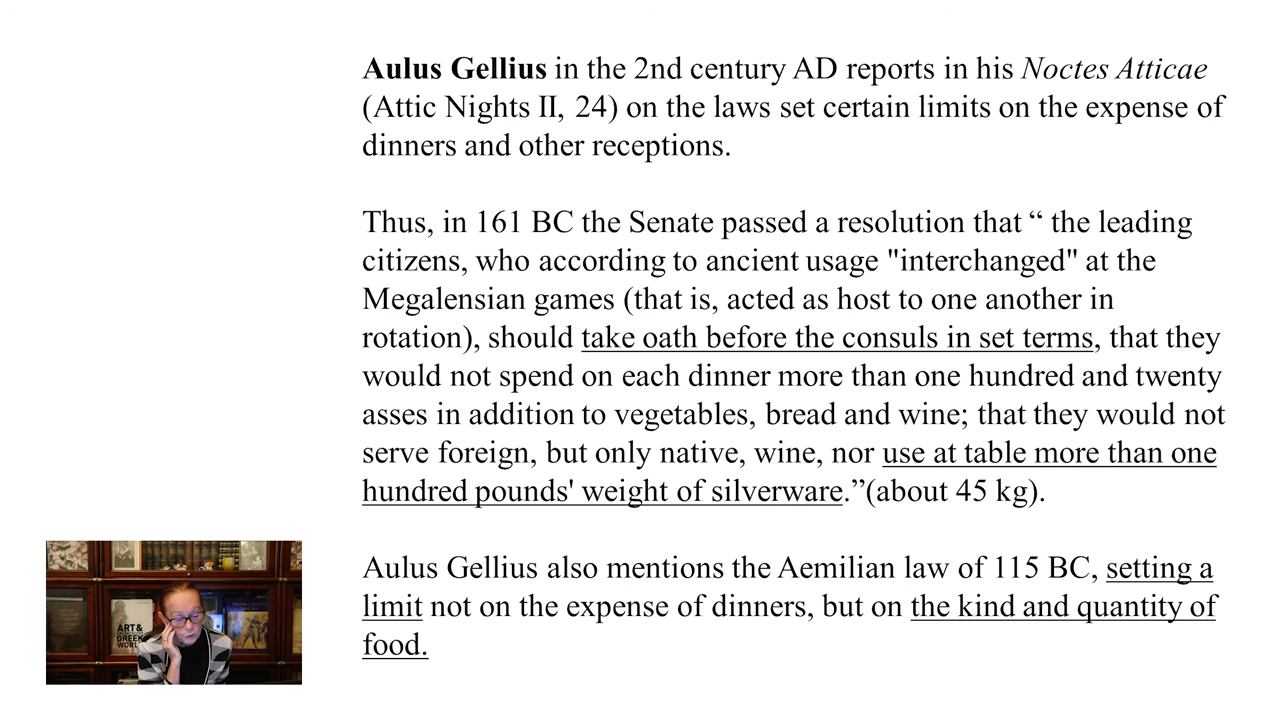 Aulus Gellius in the 2nd century AD reports in his Noctes Atticae
(Attic Nights II, 24) on the laws set certain limits on the expense of
dinners and other receptions.
Thus, in 161 BC the Senate passed a resolution that “ the leading
citizens, who according to ancient usage "interchanged" at the
Megalensian games (that is, acted as host to one another in
rotation), should take oath before the consuls in set terms, that they
would not spend on each dinner more than one hundred and twenty
asses in addition to vegetables, bread and wine; that they would not
serve foreign, but only native, wine, nor use at table more than one
hundred pounds' weight of silverware.”(about 45 kg).
Aulus Gellius also mentions the Aemilian law of 115 BC, setting a
limit not on the expense of dinners, but on the kind and quantity of
food.
ART &
GREEK
WORL